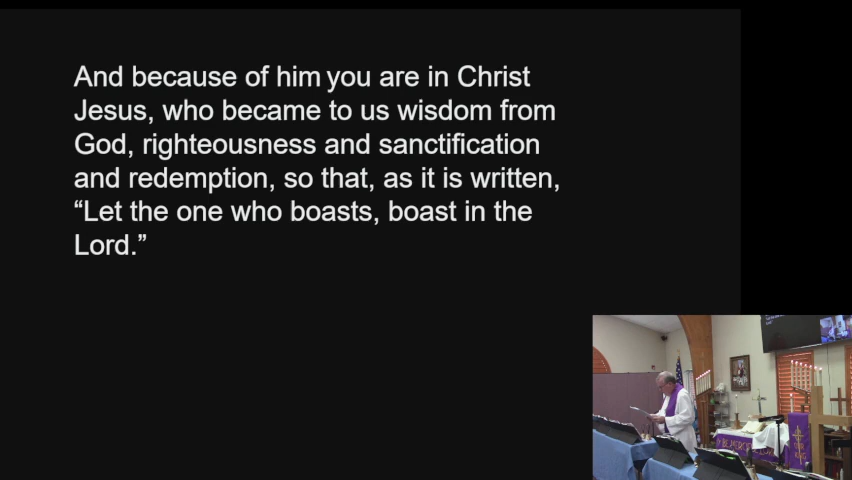 And because of him you are in Christ
Jesus, who became to us wisdom from
God, righteousness and sanctification
and redemption, so that, as it is written,
“Let the one who boasts, boast in the
Lord.”